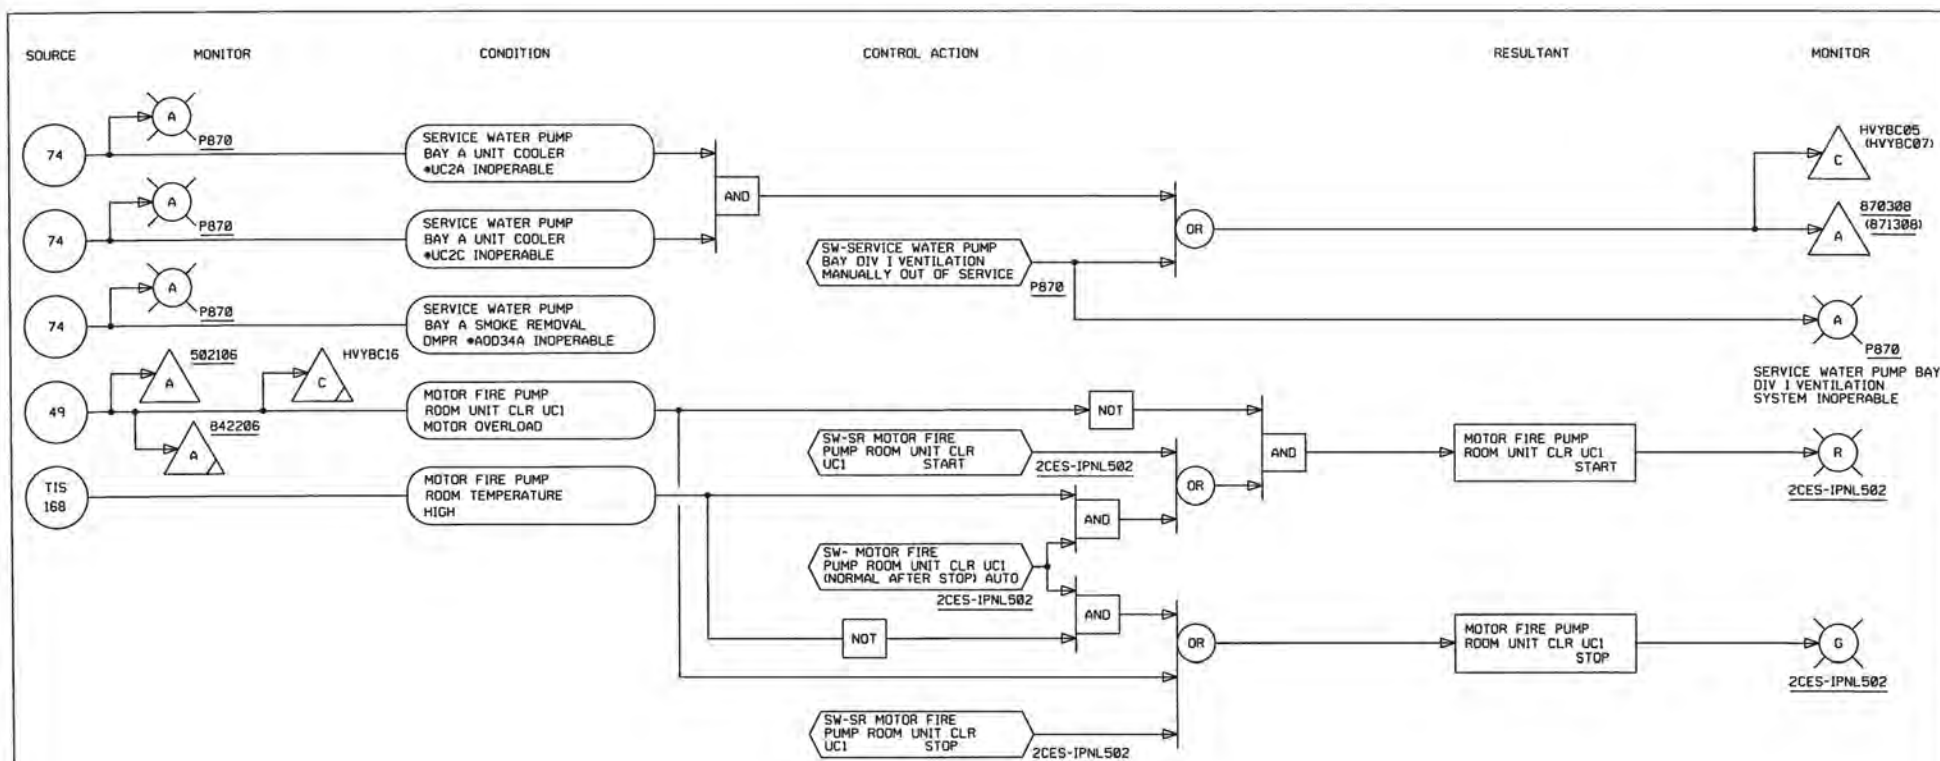 SOURCE MONITOR CONDITION CONTROL ACTION RESULTANT MONITOR
A
P870
74
SERVICE WATER PUMP
BAY A UNIT COOLER
*UC2A INOPERABLE
A
P870
74
SERVICE WATER PUMP
BAY A UNIT COOLER
*UC2C INOPERABLE
AND
SW-SERVICE WATER PUMP
BAY DIV I VENTILATION
MANUALLY OUT OF SERVICE
P870
OR
C
HVYBC05
(HVYBC07)
A
870308
(871308)
A
P870
SERVICE WATER PUMP BAY
DIV I VENTILATION
SYSTEM INOPERABLE
A
P870
74
SERVICE WATER PUMP
BAY A SMOKE REMOVAL
DMPR *AOD34A INOPERABLE
502106
A
HVYBC16
C
49
842206
A
MOTOR FIRE PUMP
ROOM UNIT CLR UC1
MOTOR OVERLOAD
NOT
SW-SR MOTOR FIRE
PUMP ROOM UNIT CLR
UC1 START
2CES-IPNL502
OR
AND
MOTOR FIRE PUMP
ROOM UNIT CLR UC1
START
R
2CES-IPNL502
TIS
168
MOTOR FIRE PUMP
ROOM TEMPERATURE
HIGH
AND
SW- MOTOR FIRE
PUMP ROOM UNIT CLR UC1
(NORMAL AFTER STOP) AUTO
2CES-IPNL502
AND
NOT
OR
MOTOR FIRE PUMP
ROOM UNIT CLR UC1
STOP
G
2CES-IPNL502
SW-SR MOTOR FIRE
PUMP ROOM UNIT CLR
UC1 STOP
2CES-IPNL502